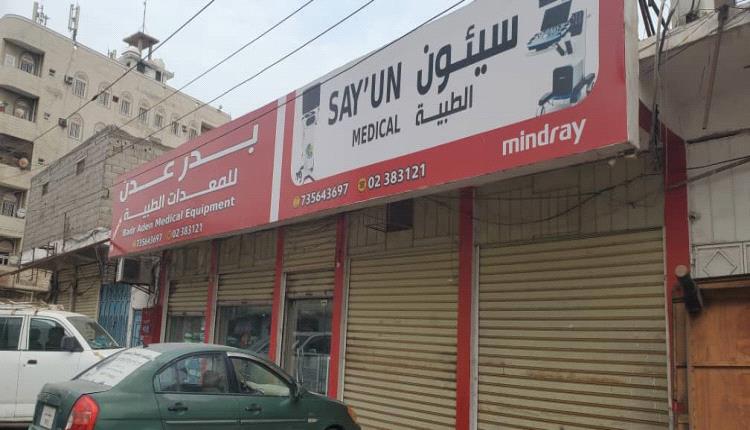 بدر عدن
للمعدات الطبية
Badr Aden Medical Equipment
735643697 02 383121
SAY'UN سيئون
MEDICAL الطبية
735643697 02 383121
mindray